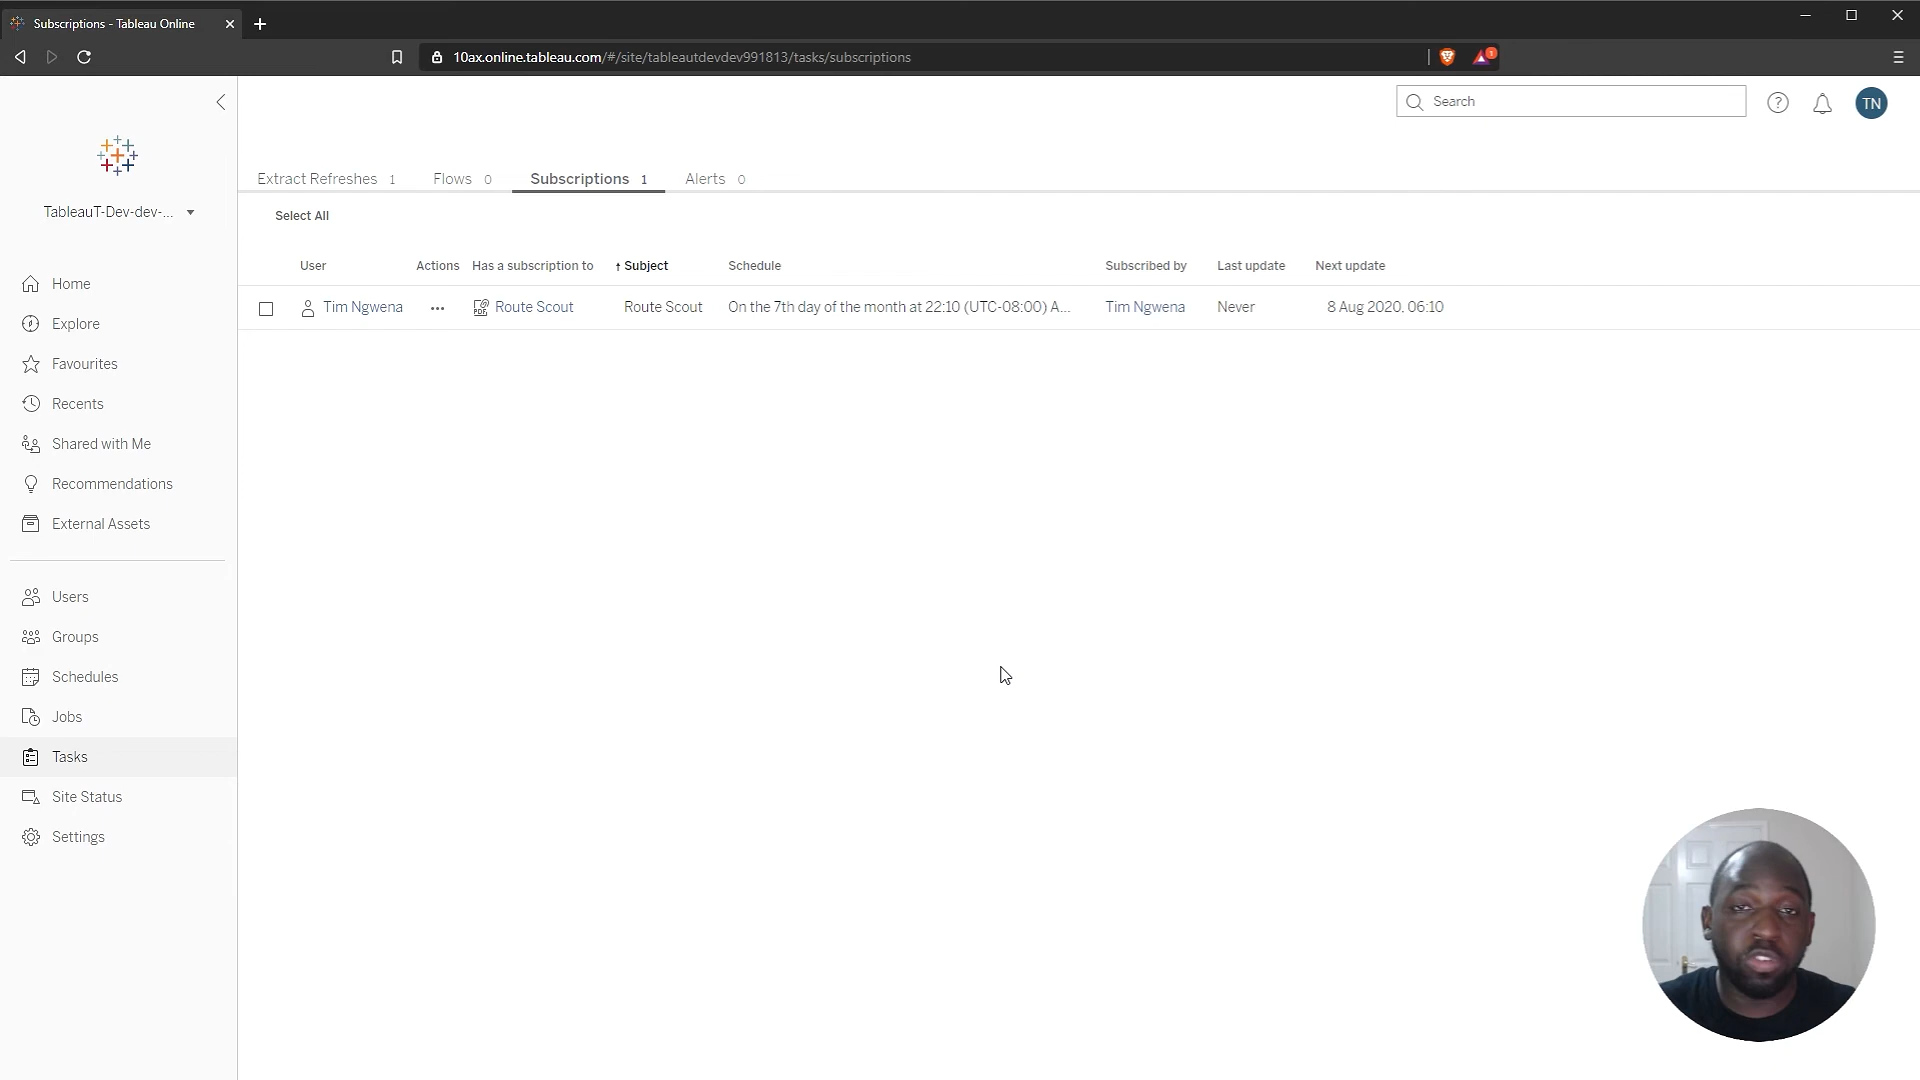 Subscriptions - Tableau Online
10ax.online.tableau.com/#/site/tableautdevdev991813/tasks/subscriptions
1
Search
?
TN
TableauT-Dev-dev-...
Home
Explore
Favourites
Recents
Shared with Me
Recommendations
External Assets
Users
Groups
Schedules
Jobs
Tasks
Site Status
Settings
Extract Refreshes 1 Flows 0 Subscriptions 1 Alerts 0
Select All
User Actions Has a subscription to ↑ Subject Schedule Subscribed by Last update Next update
Tim Ngwena ... PDF Route Scout Route Scout On the 7th day of the month at 22:10 (UTC-08:00) A... Tim Ngwena Never 8 Aug 2020, 06:10